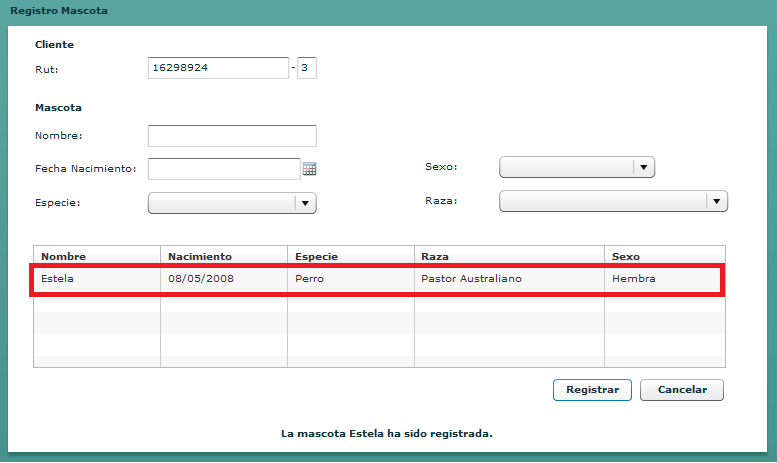 Registro Mascota
Cliente
Rut: 16298924 - 3
Mascota
Nombre:
Fecha Nacimiento: Sexo:
Especie: Raza:
Nombre Nacimiento Especie Raza Sexo
Estela 08/05/2008 Perro Pastor Australiano Hembra
Registrar Cancelar
La mascota Estela ha sido registrada.